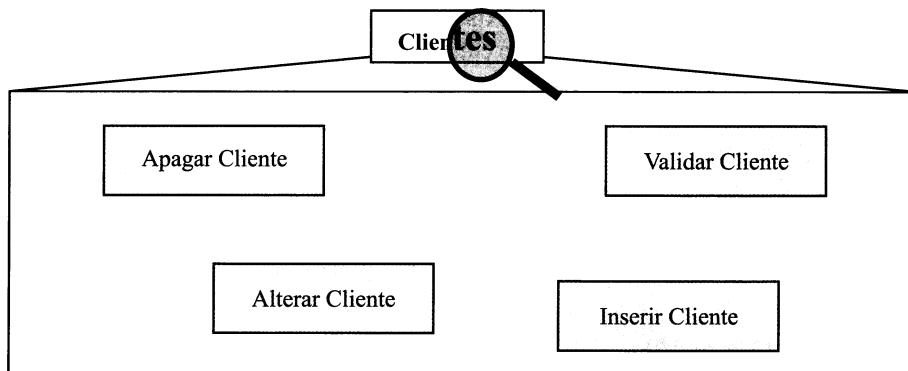 Clientes
Apagar Cliente
Validar Cliente
Alterar Cliente
Inserir Cliente